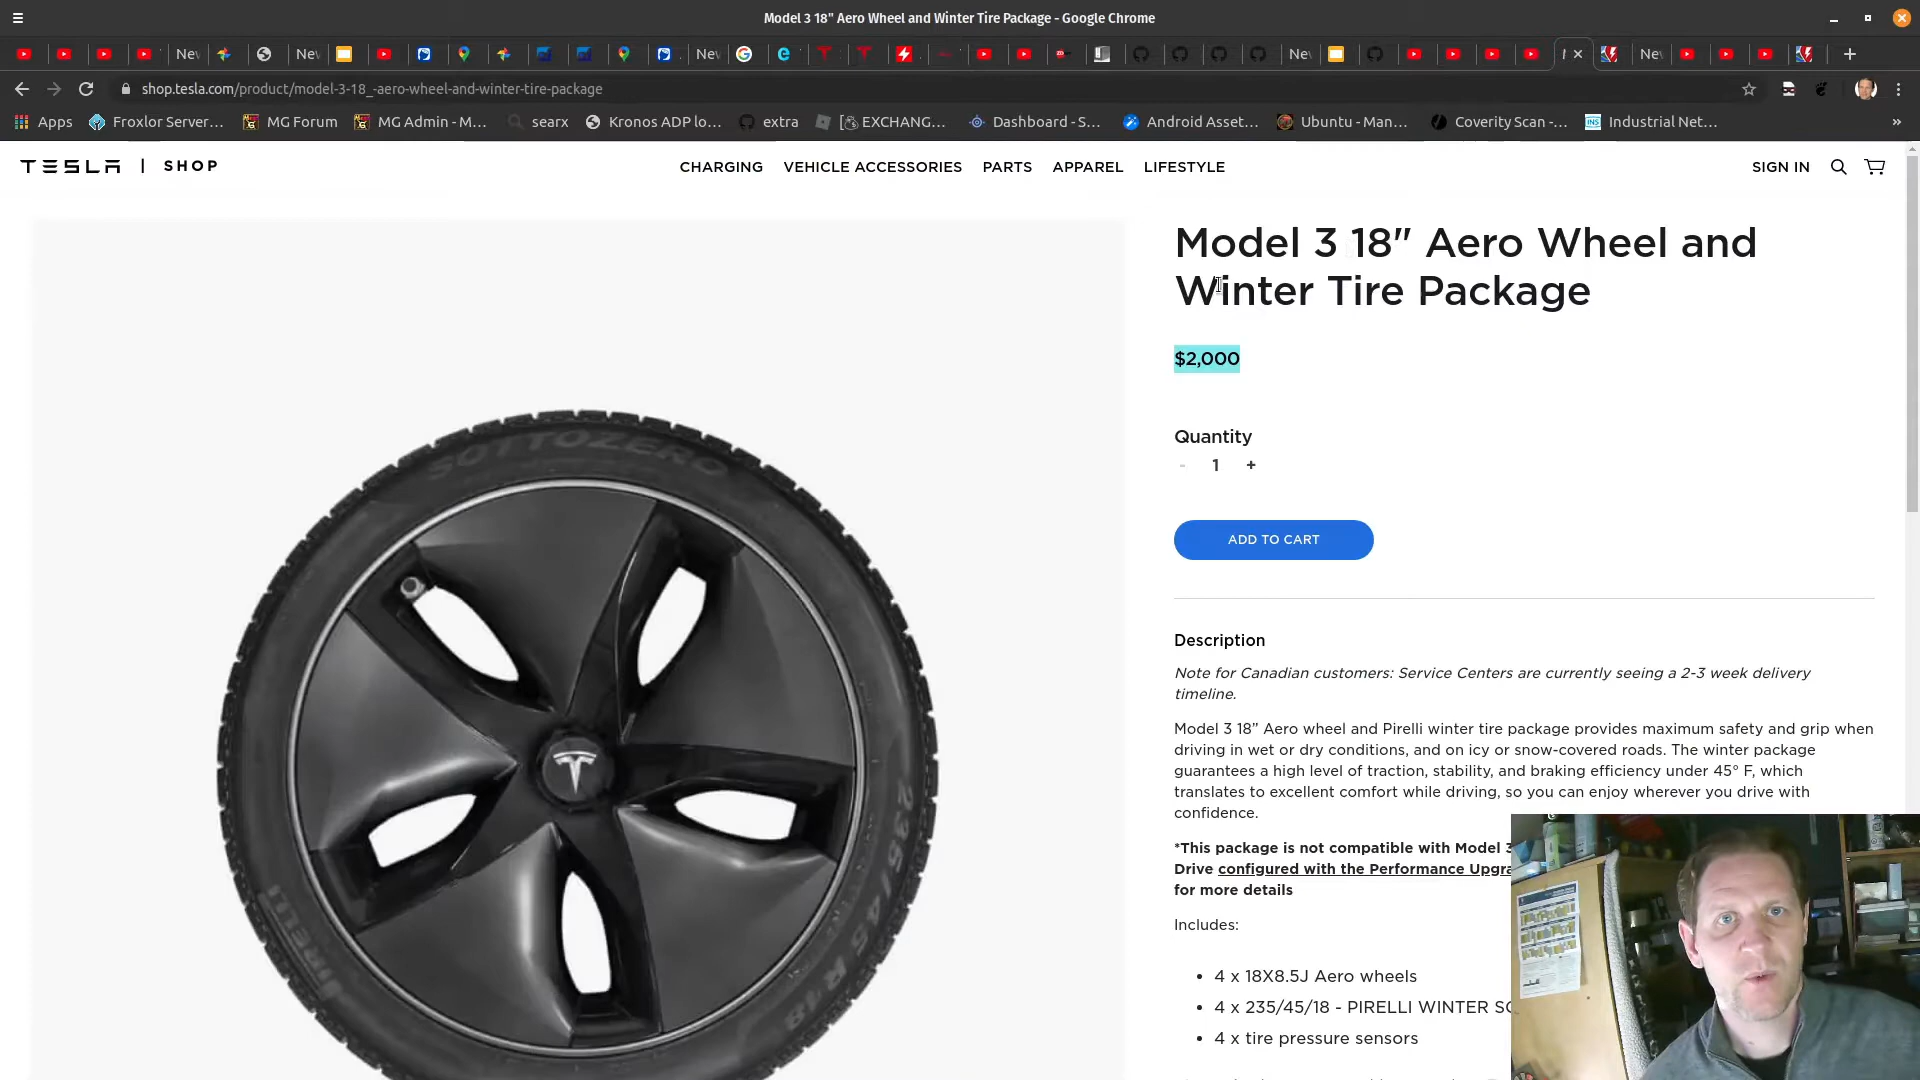 Model 3 18" Aero Wheel and Winter Tire Package - Google Chrome
Nev
Nev
Nev
Nev
Nev
shop.tesla.com/product/model-3-18_-aero-wheel-and-winter-tire-package
Apps Froxlor Server... MG Forum MG Admin - M... searx Kronos ADP lo... extra EXCHANG... Dashboard - S... Android Asset... Ubuntu - Man... Coverity Scan -... Industrial Net... »
TESLA | SHOP CHARGING VEHICLE ACCESSORIES PARTS APPAREL LIFESTYLE SIGN IN
Model 3 18" Aero Wheel and
Winter Tire Package
$2,000
Quantity
- 1 +
ADD TO CART
Description
Note for Canadian customers: Service Centers are currently seeing a 2-3 week delivery
timeline.
Model 3 18” Aero wheel and Pirelli winter tire package provides maximum safety and grip when
driving in wet or dry conditions, and on icy or snow-covered roads. The winter package
guarantees a high level of traction, stability, and braking efficiency under 45° F, which
translates to excellent comfort while driving, so you can enjoy wherever you drive with
confidence.
*This package is not compatible with Model 3
Drive configured with the Performance Upgra
for more details
Includes:
• 4 x 18X8.5J Aero wheels
• 4 x 235/45/18 - PIRELLI WINTER SO
• 4 x tire pressure sensors
SOTTOZERO
PIRELLI
235/45 R 18